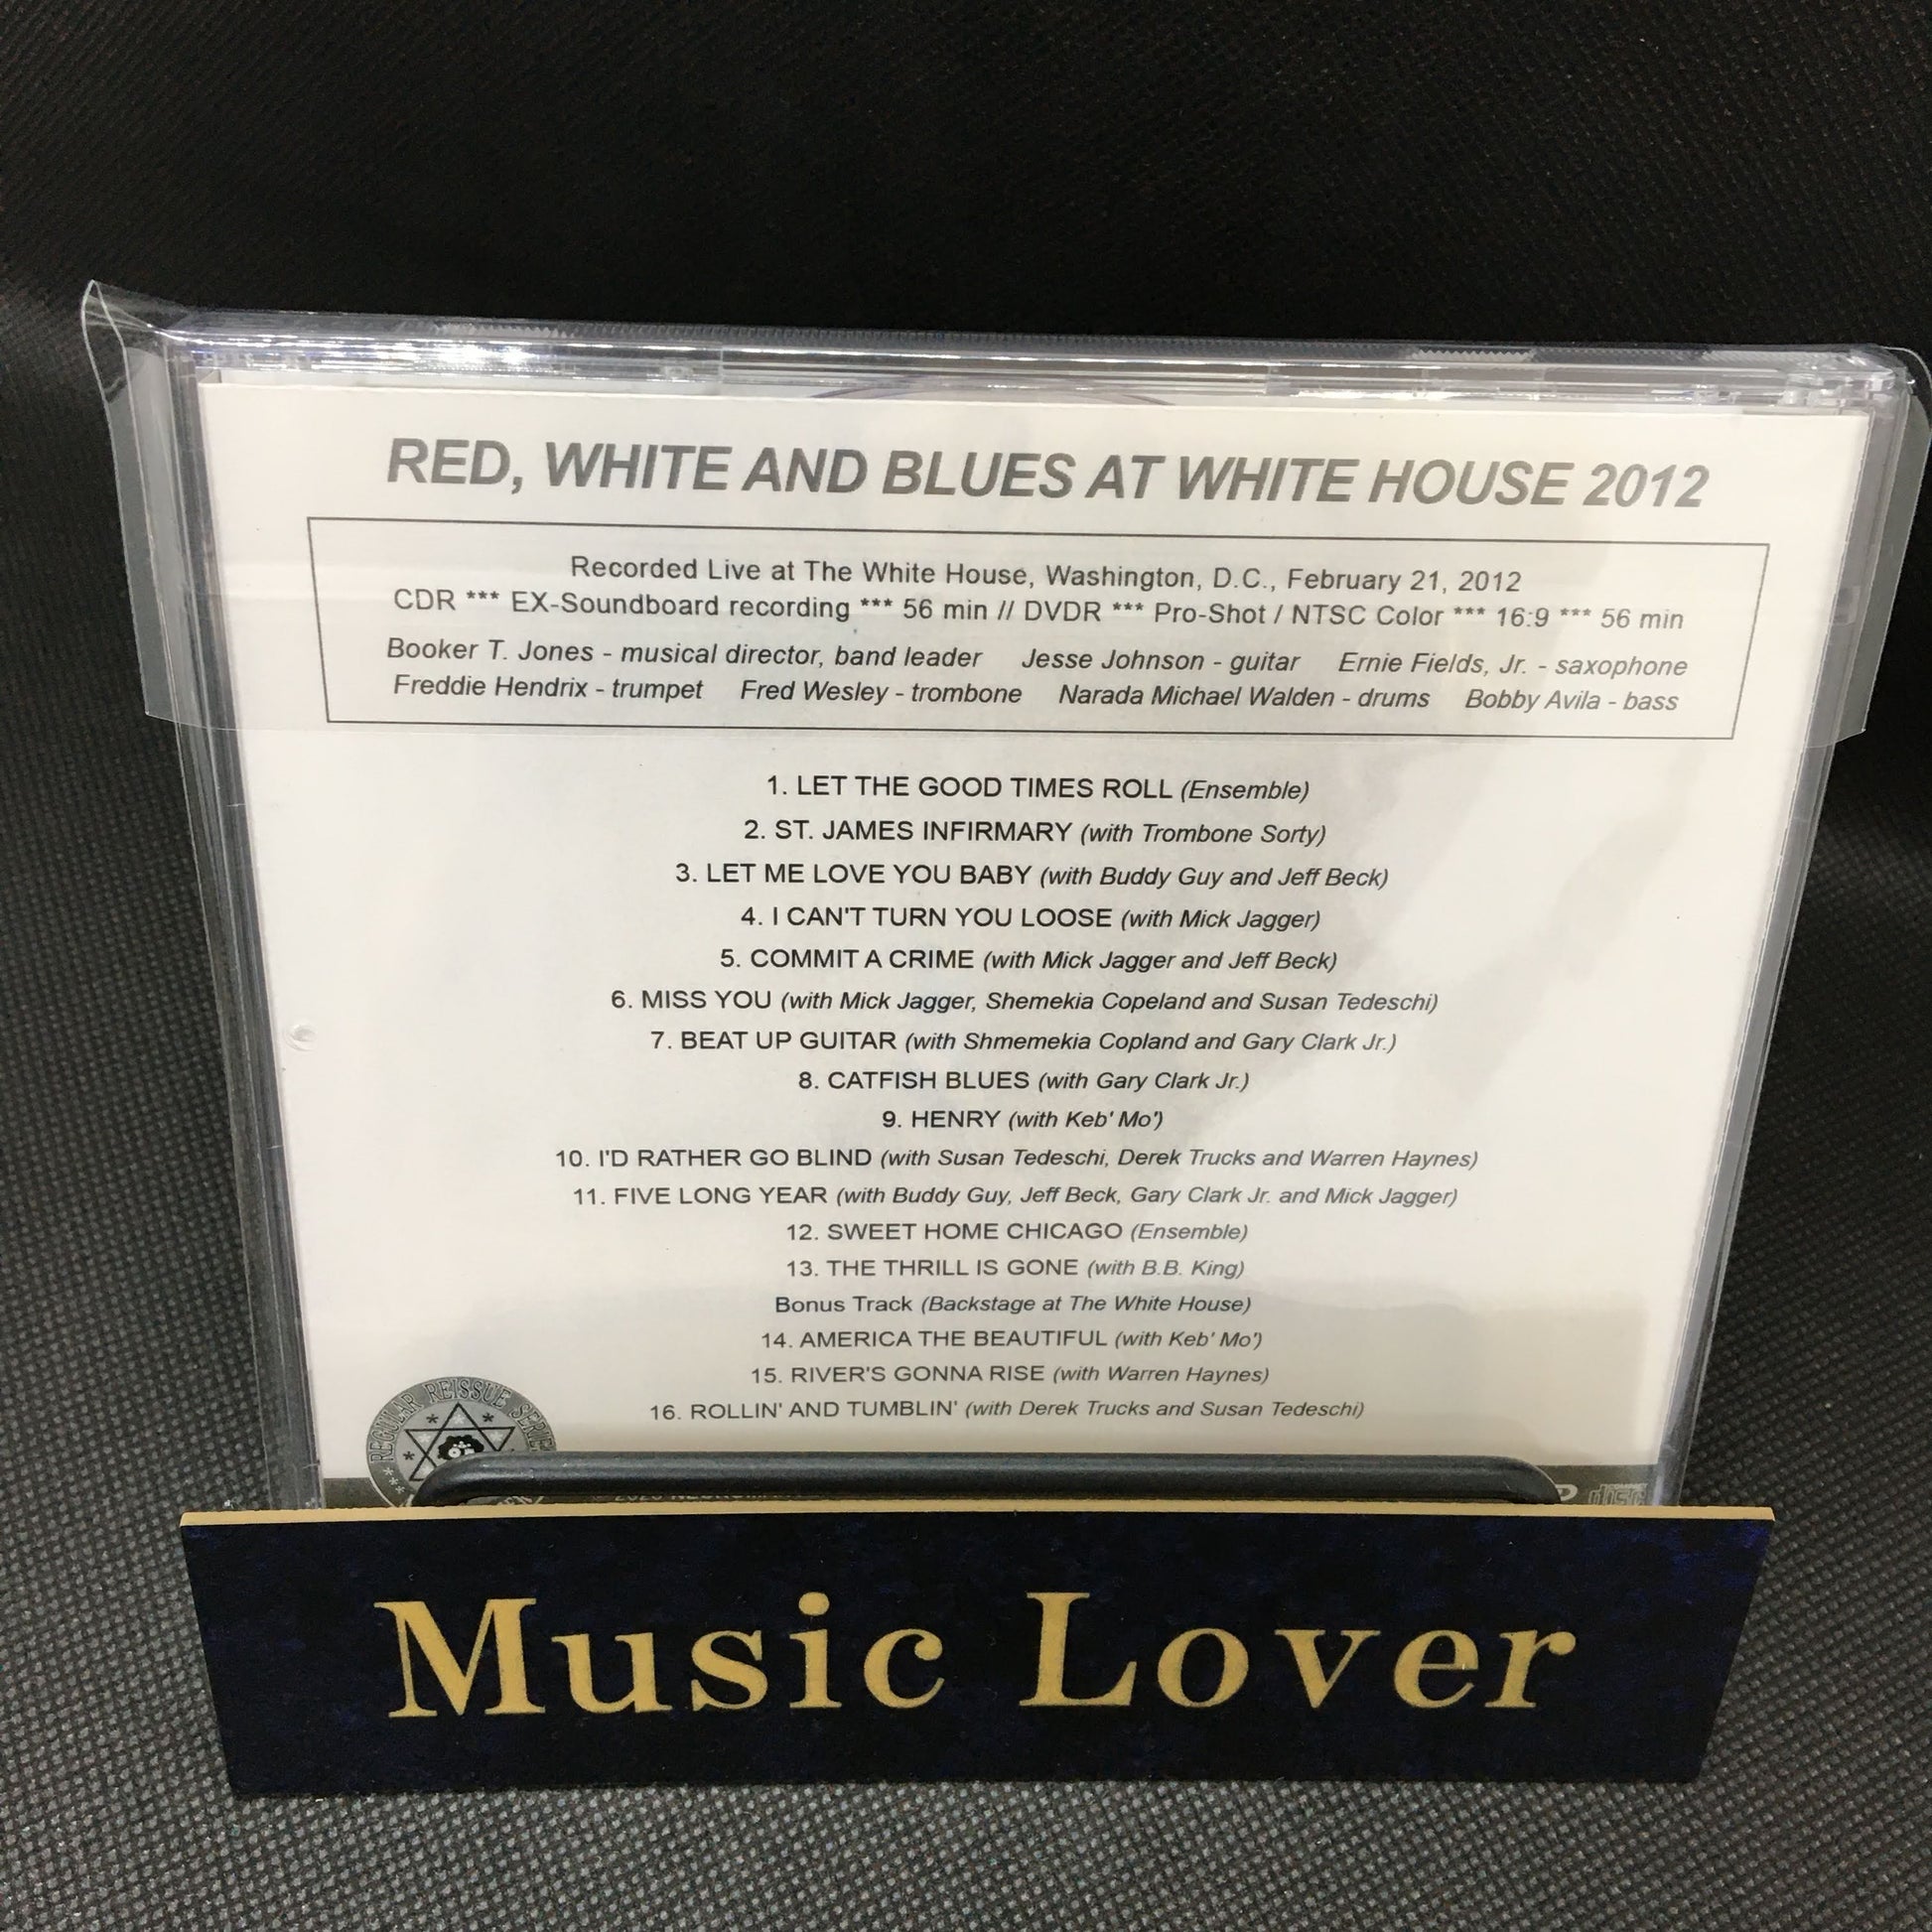 RED, WHITE AND BLUES AT WHITE HOUSE 2012
Recorded Live at The White House, Washington, D.C., February 21, 2012
CDR *** EX-Soundboard recording *** 56 min // DVDR *** Pro-Shot / NTSC Color *** 16:9 *** 56 min
Booker T. Jones - musical director, band leader Jesse Johnson - guitar Ernie Fields, Jr. - saxophone
Freddie Hendrix - trumpet Fred Wesley - trombone Narada Michael Walden - drums Bobby Avila - bass
1. LET THE GOOD TIMES ROLL (Ensemble)
2. ST. JAMES INFIRMARY (with Trombone Sorty)
3. LET ME LOVE YOU BABY (with Buddy Guy and Jeff Beck)
4. I CAN'T TURN YOU LOOSE (with Mick Jagger)
5. COMMIT A CRIME (with Mick Jagger and Jeff Beck)
6. MISS YOU (with Mick Jagger, Shemekia Copeland and Susan Tedeschi)
7. BEAT UP GUITAR (with Shmemekia Copland and Gary Clark Jr.)
8. CATFISH BLUES (with Gary Clark Jr.)
9. HENRY (with Keb' Mo')
10. I'D RATHER GO BLIND (with Susan Tedeschi, Derek Trucks and Warren Haynes)
11. FIVE LONG YEAR (with Buddy Guy, Jeff Beck, Gary Clark Jr. and Mick Jagger)
12. SWEET HOME CHICAGO (Ensemble)
13. THE THRILL IS GONE (with B.B. King)
Bonus Track (Backstage at The White House)
14. AMERICA THE BEAUTIFUL (with Keb' Mo')
15. RIVER'S GONNA RISE (with Warren Haynes)
16. ROLLIN' AND TUMBLIN' (with Derek Trucks and Susan Tedeschi)
REGULAR REISSUE SERIES
disc
Music Lover